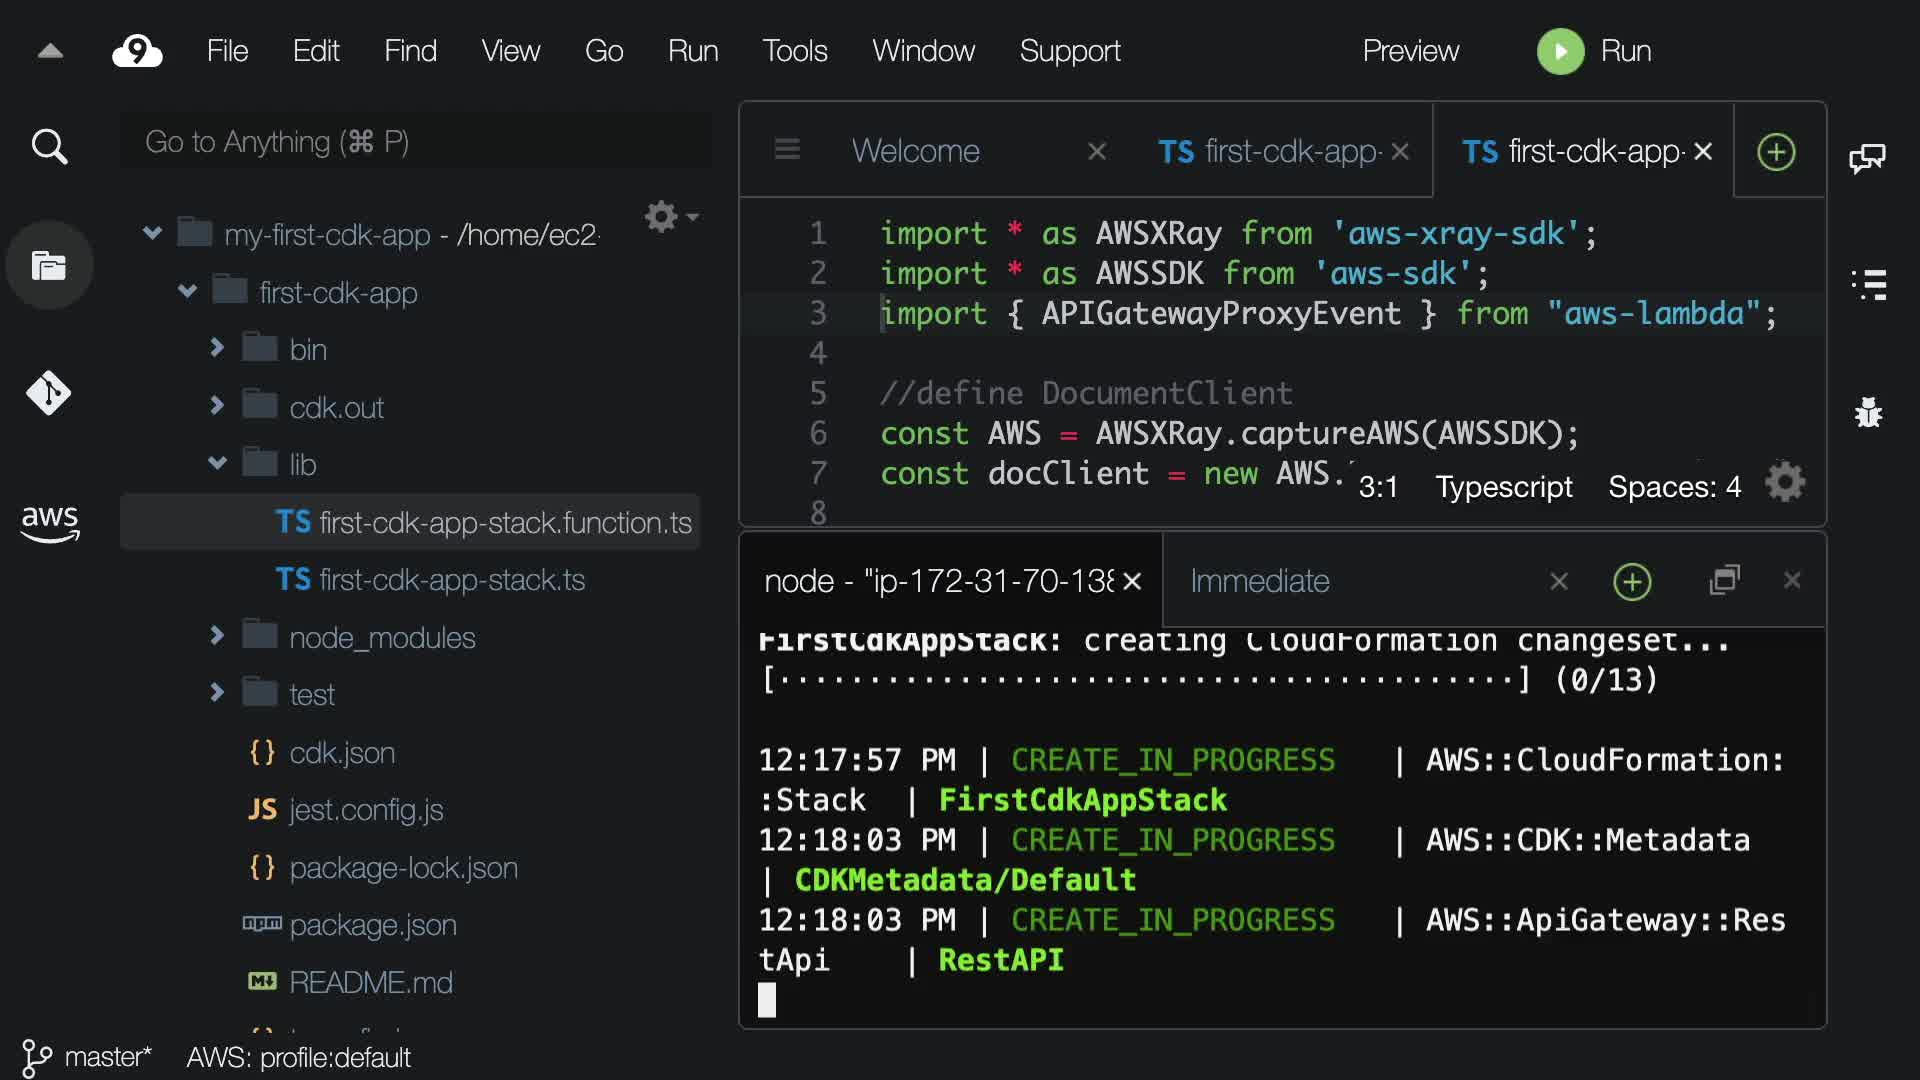 9 File Edit Find View Go Run Tools Window Support Preview Run
Go to Anything (⌘ P)
my-first-cdk-app - /home/ec2-
first-cdk-app
bin
cdk.out
lib
TS first-cdk-app-stack.function.ts
TS first-cdk-app-stack.ts
node_modules
test
{} cdk.json
JS jest.config.js
{} package-lock.json
npm package.json
M README.md
aws
master* AWS: profile:default
Welcome × TS first-cdk-app- × TS first-cdk-app- ×
1 import * as AWSXRay from 'aws-xray-sdk';
2 import * as AWSSDK from 'aws-sdk';
3 import { APIGatewayProxyEvent } from "aws-lambda";
4
5 //define DocumentClient
6 const AWS = AWSXRay.captureAWS(AWSSDK);
7 const docClient = new AWS.
8
3:1 Typescript Spaces: 4
node - "ip-172-31-70-138 × Immediate ×
FirstCdkAppStack: creating CloudFormation changeset...
[·········································] (0/13)
12:17:57 PM | CREATE_IN_PROGRESS | AWS::CloudFormation:
:Stack | FirstCdkAppStack
12:18:03 PM | CREATE_IN_PROGRESS | AWS::CDK::Metadata
| CDKMetadata/Default
12:18:03 PM | CREATE_IN_PROGRESS | AWS::ApiGateway::Res
tApi | RestAPI